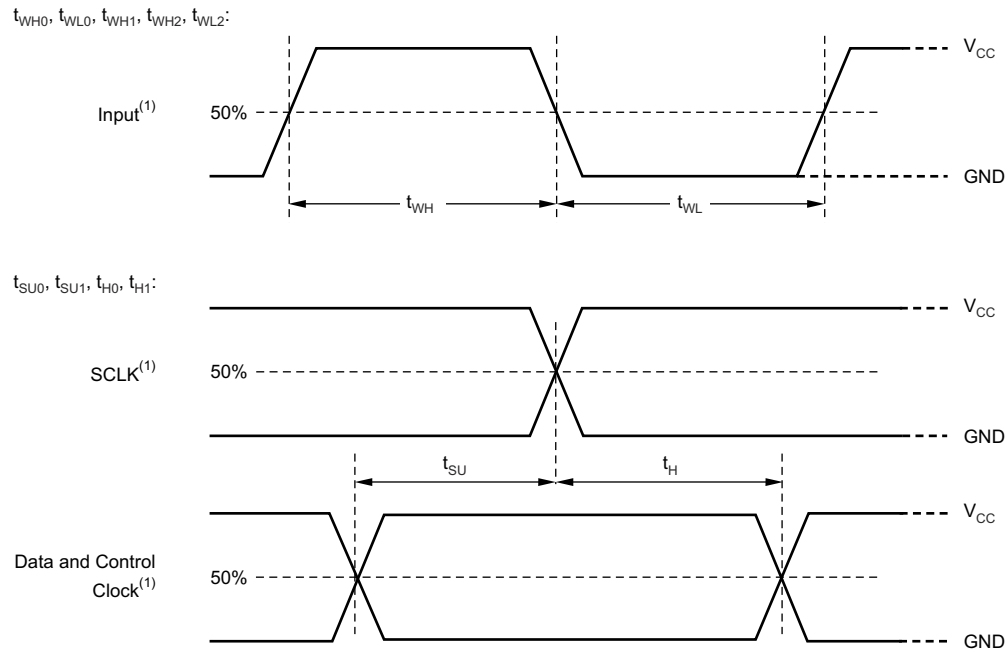 tWH0, tWL0, tWH1, tWH2, tWL2:
VCC
Input(1)
50%
GND
tWH
tWL
tSU0, tSU1, tH0, tH1:
VCC
SCLK(1)
50%
GND
tSU
tH
VCC
Data and Control
Clock(1)
50%
GND